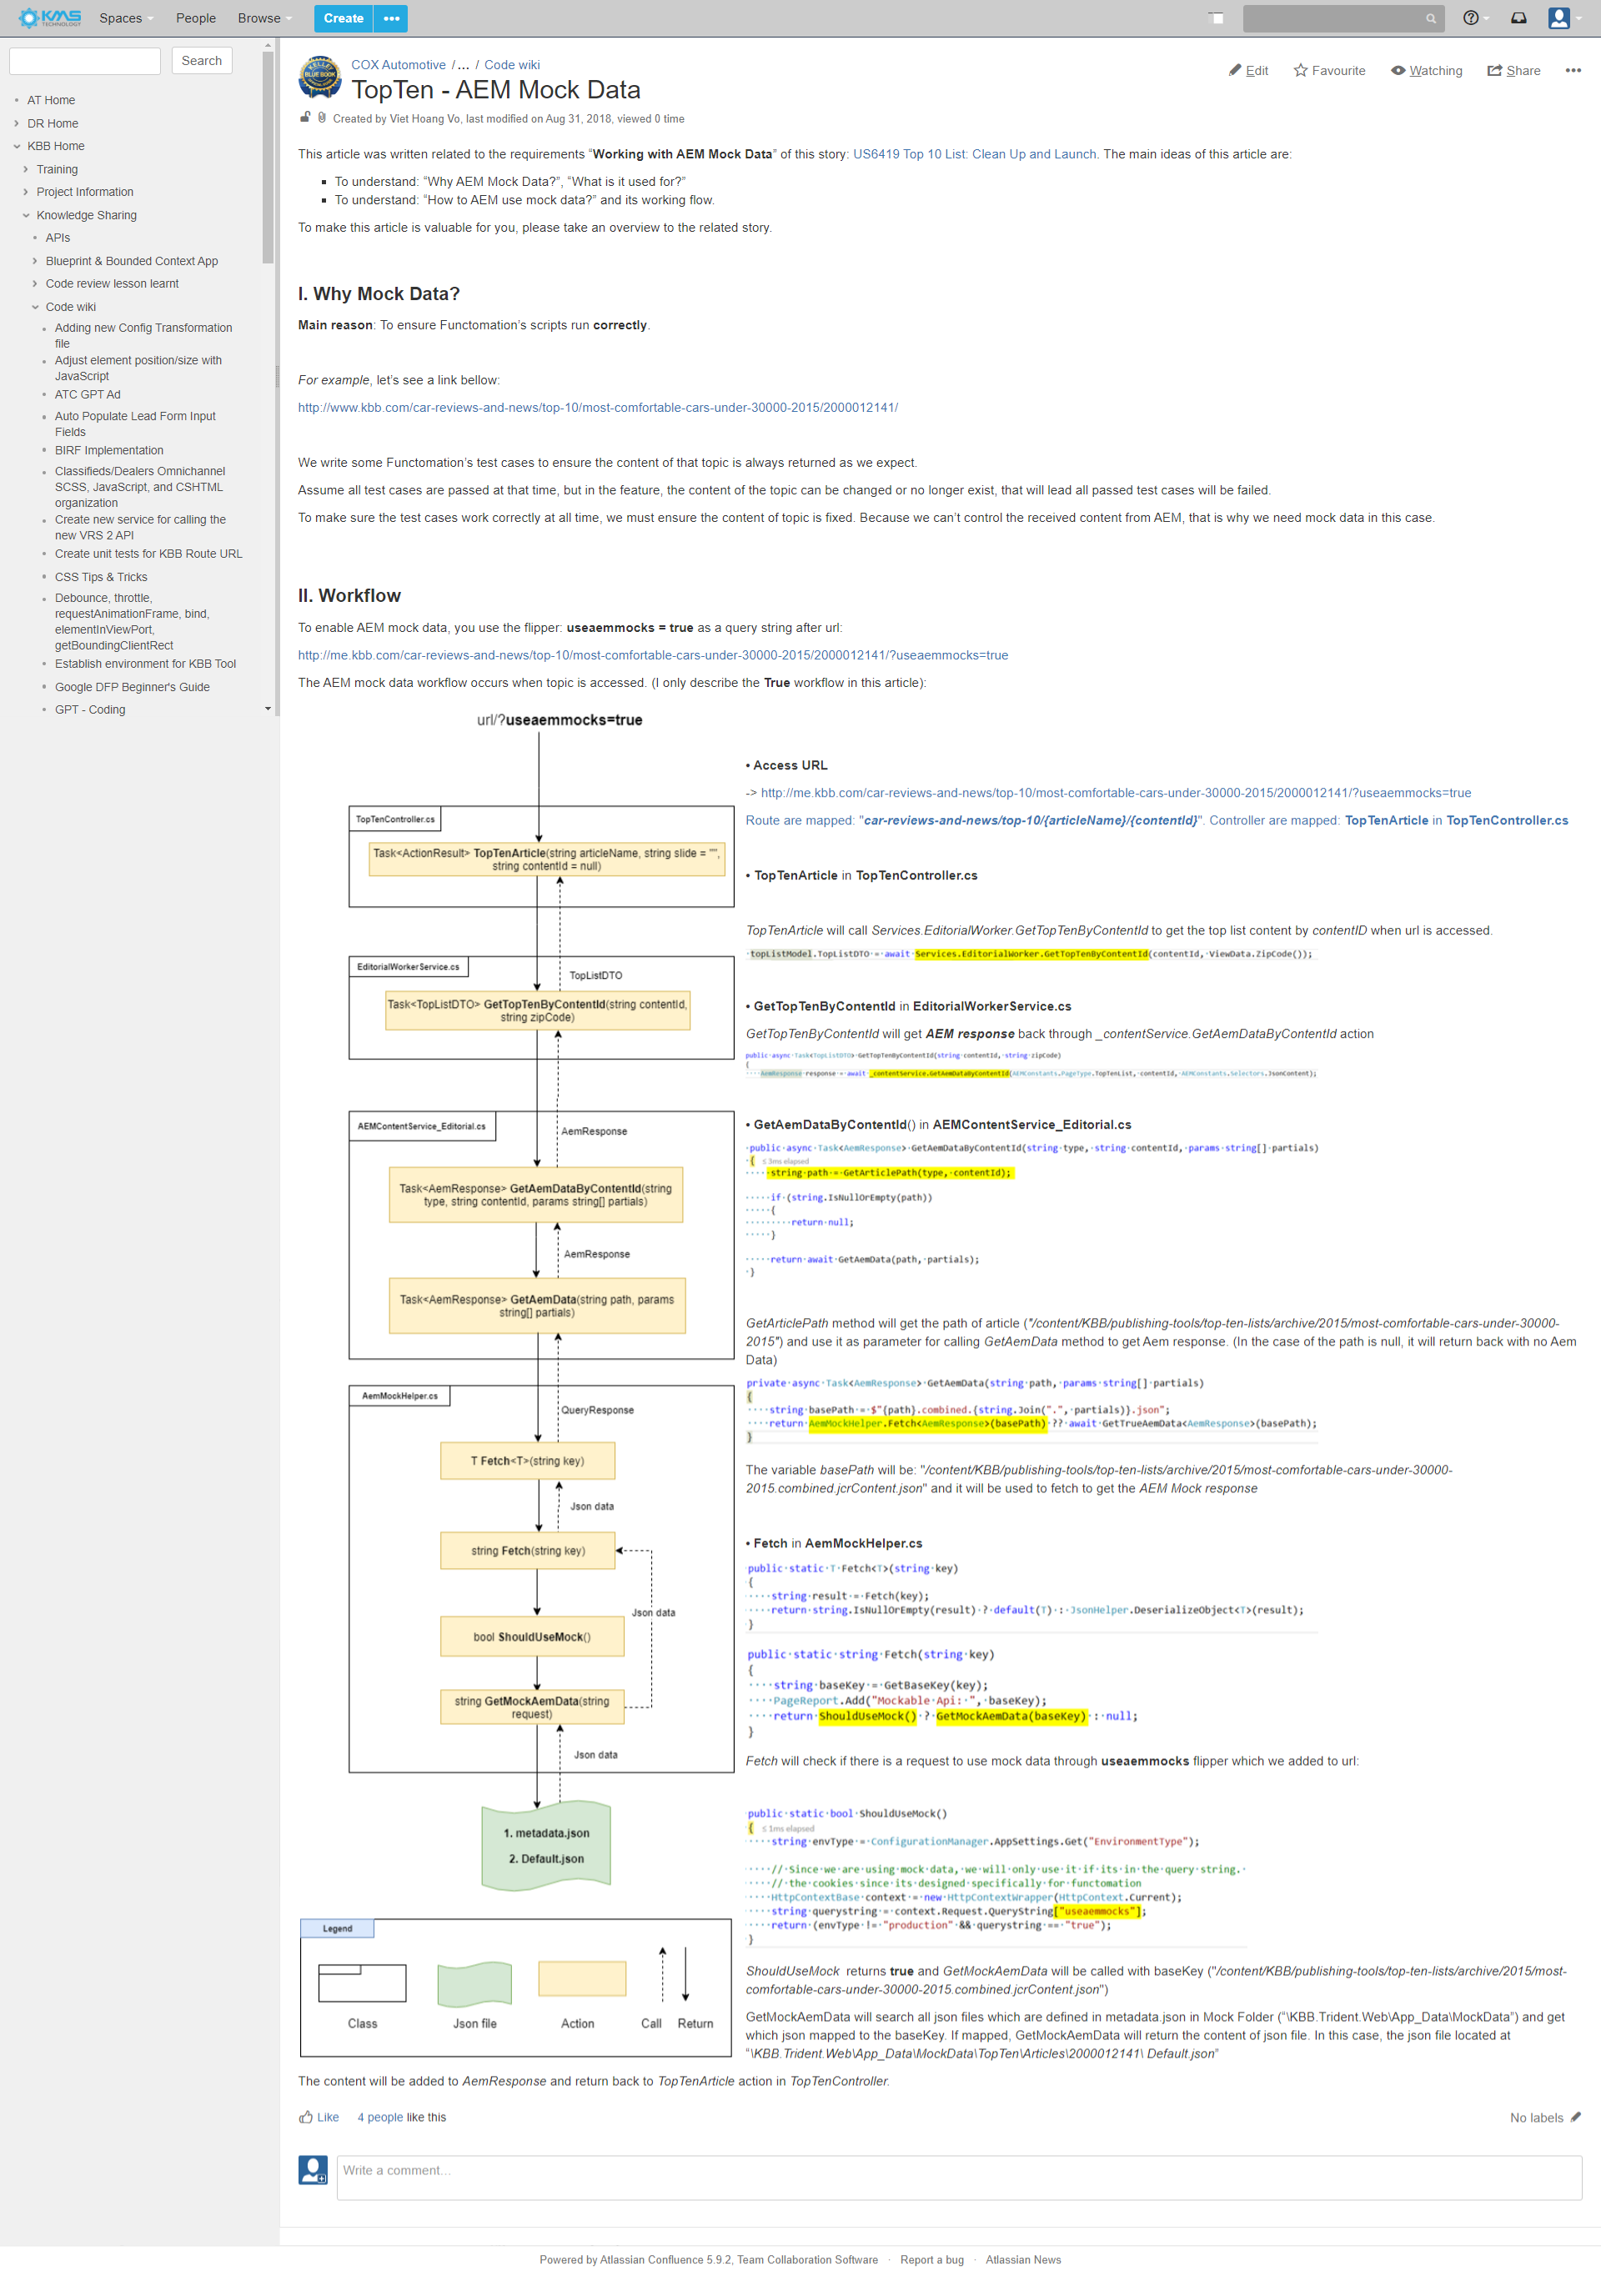 KMS TECHNOLOGY
Spaces
People
Browse
Create
Search
AT Home
DR Home
KBB Home
Training
Project Information
Knowledge Sharing
APIs
Blueprint & Bounded Context App
Code review lesson learnt
Code wiki
Adding new Config Transformation
file
Adjust element position/size with
JavaScript
ATC GPT Ad
Auto Populate Lead Form Input
Fields
BIRF Implementation
Classifieds/Dealers Omnichannel
SCSS, JavaScript, and CSHTML
organization
Create new service for calling the
new VRS 2 API
Create unit tests for KBB Route URL
CSS Tips & Tricks
Debounce, throttle,
requestAnimationFrame, bind,
elementInViewPort,
getBoundingClientRect
Establish environment for KBB Tool
Google DFP Beginner's Guide
GPT - Coding
KELLEY BLUE BOOK
COX Automotive /... / Code wiki
TopTen - AEM Mock Data
Edit
Favourite
Watching
Share
Created by Viet Hoang Vo, last modified on Aug 31, 2018, viewed 0 time
This article was written related to the requirements “Working with AEM Mock Data” of this story: US6419 Top 10 List: Clean Up and Launch. The main ideas of this article are:
To understand: “Why AEM Mock Data?”, “What is it used for?”
To understand: “How to AEM use mock data?” and its working flow.
To make this article is valuable for you, please take an overview to the related story.
I. Why Mock Data?
Main reason: To ensure Functomation’s scripts run correctly.
For example, let’s see a link bellow:
http://www.kbb.com/car-reviews-and-news/top-10/most-comfortable-cars-under-30000-2015/2000012141/
We write some Functomation’s test cases to ensure the content of that topic is always returned as we expect.
Assume all test cases are passed at that time, but in the feature, the content of the topic can be changed or no longer exist, that will lead all passed test cases will be failed.
To make sure the test cases work correctly at all time, we must ensure the content of topic is fixed. Because we can’t control the received content from AEM, that is why we need mock data in this case.
II. Workflow
To enable AEM mock data, you use the flipper: useaemmocks = true as a query string after url:
http://me.kbb.com/car-reviews-and-news/top-10/most-comfortable-cars-under-30000-2015/2000012141/?useaemmocks=true
The AEM mock data workflow occurs when topic is accessed. (I only describe the True workflow in this article):
url/?useaemmocks=true
TopTenController.cs
Task<ActionResult> TopTenArticle(string articleName, string slide = "",
string contentId = null)
EditorialWorkerService.cs
TopListDTO
Task<TopListDTO> GetTopTenByContentId(string contentId,
string zipCode)
AEMContentService_Editorial.cs
AemResponse
Task<AemResponse> GetAemDataByContentId(string
type, string contentId, params string[] partials)
AemResponse
Task<AemResponse> GetAemData(string path, params
string[] partials)
AemMockHelper.cs
QueryResponse
T Fetch<T>(string key)
Json data
string Fetch(string key)
Json data
bool ShouldUseMock()
string GetMockAemData(string
request)
Json data
1. metadata.json
2. Default.json
Legend
Class
Json file
Action
Call
Return
• Access URL
-> http://me.kbb.com/car-reviews-and-news/top-10/most-comfortable-cars-under-30000-2015/2000012141/?useaemmocks=true
Route are mapped: "car-reviews-and-news/top-10/{articleName}/{contentId}". Controller are mapped: TopTenArticle in TopTenController.cs
• TopTenArticle in TopTenController.cs
TopTenArticle will call Services.EditorialWorker.GetTopTenByContentId to get the top list content by contentID when url is accessed.
topListModel.TopListDTO = await Services.EditorialWorker.GetTopTenByContentId(contentId, ViewData.ZipCode());
• GetTopTenByContentId in EditorialWorkerService.cs
GetTopTenByContentId will get AEM response back through _contentService.GetAemDataByContentId action
public async Task<TopListDTO> GetTopTenByContentId(string contentId, string zipCode)
{
AemResponse response = await _contentService.GetAemDataByContentId(AEMConstants.PageType.TopTenList, contentId, AEMConstants.Selectors.JsonContent);
• GetAemDataByContentId() in AEMContentService_Editorial.cs
public async Task<AemResponse> GetAemDataByContentId(string type, string contentId, params string[] partials)
{ ≤ 3ms elapsed
string path = GetArticlePath(type, contentId);
if (string.IsNullOrEmpty(path))
{
return null;
}
return await GetAemData(path, partials);
}
GetArticlePath method will get the path of article ("/content/KBB/publishing-tools/top-ten-lists/archive/2015/most-comfortable-cars-under-30000-
2015") and use it as parameter for calling GetAemData method to get Aem response. (In the case of the path is null, it will return back with no Aem
Data)
private async Task<AemResponse> GetAemData(string path, params string[] partials)
{
string basePath = $"{path}.combined.{string.Join(".", partials)}.json";
return AemMockHelper.Fetch<AemResponse>(basePath) ?? await GetTrueAemData<AemResponse>(basePath);
}
The variable basePath will be: "/content/KBB/publishing-tools/top-ten-lists/archive/2015/most-comfortable-cars-under-30000-
2015.combined.jcrContent.json" and it will be used to fetch to get the AEM Mock response
• Fetch in AemMockHelper.cs
public static T Fetch<T>(string key)
{
string result = Fetch(key);
return string.IsNullOrEmpty(result) ? default(T) : JsonHelper.DeserializeObject<T>(result);
}
public static string Fetch(string key)
{
string baseKey = GetBaseKey(key);
PageReport.Add("Mockable Api: ", baseKey);
return ShouldUseMock() ? GetMockAemData(baseKey) : null;
}
Fetch will check if there is a request to use mock data through useaemmocks flipper which we added to url:
public static bool ShouldUseMock()
{ ≤ 1ms elapsed
string envType = ConfigurationManager.AppSettings.Get("EnvironmentType");
// Since we are using mock data, we will only use it if its in the query string.
// the cookies since its designed specifically for functomation
HttpContextBase context = new HttpContextWrapper(HttpContext.Current);
string querystring = context.Request.QueryString["useaemmocks"];
return (envType != "production" && querystring == "true");
}
ShouldUseMock returns true and GetMockAemData will be called with baseKey ("/content/KBB/publishing-tools/top-ten-lists/archive/2015/most-
comfortable-cars-under-30000-2015.combined.jcrContent.json")
GetMockAemData will search all json files which are defined in metadata.json in Mock Folder (“\KBB.Trident.Web\App_Data\MockData”) and get
which json mapped to the baseKey. If mapped, GetMockAemData will return the content of json file. In this case, the json file located at
“\KBB.Trident.Web\App_Data\MockData\TopTen\Articles\2000012141\ Default.json”
The content will be added to AemResponse and return back to TopTenArticle action in TopTenController.
Like
4 people like this
No labels
Write a comment...
Powered by Atlassian Confluence 5.9.2, Team Collaboration Software · Report a bug · Atlassian News